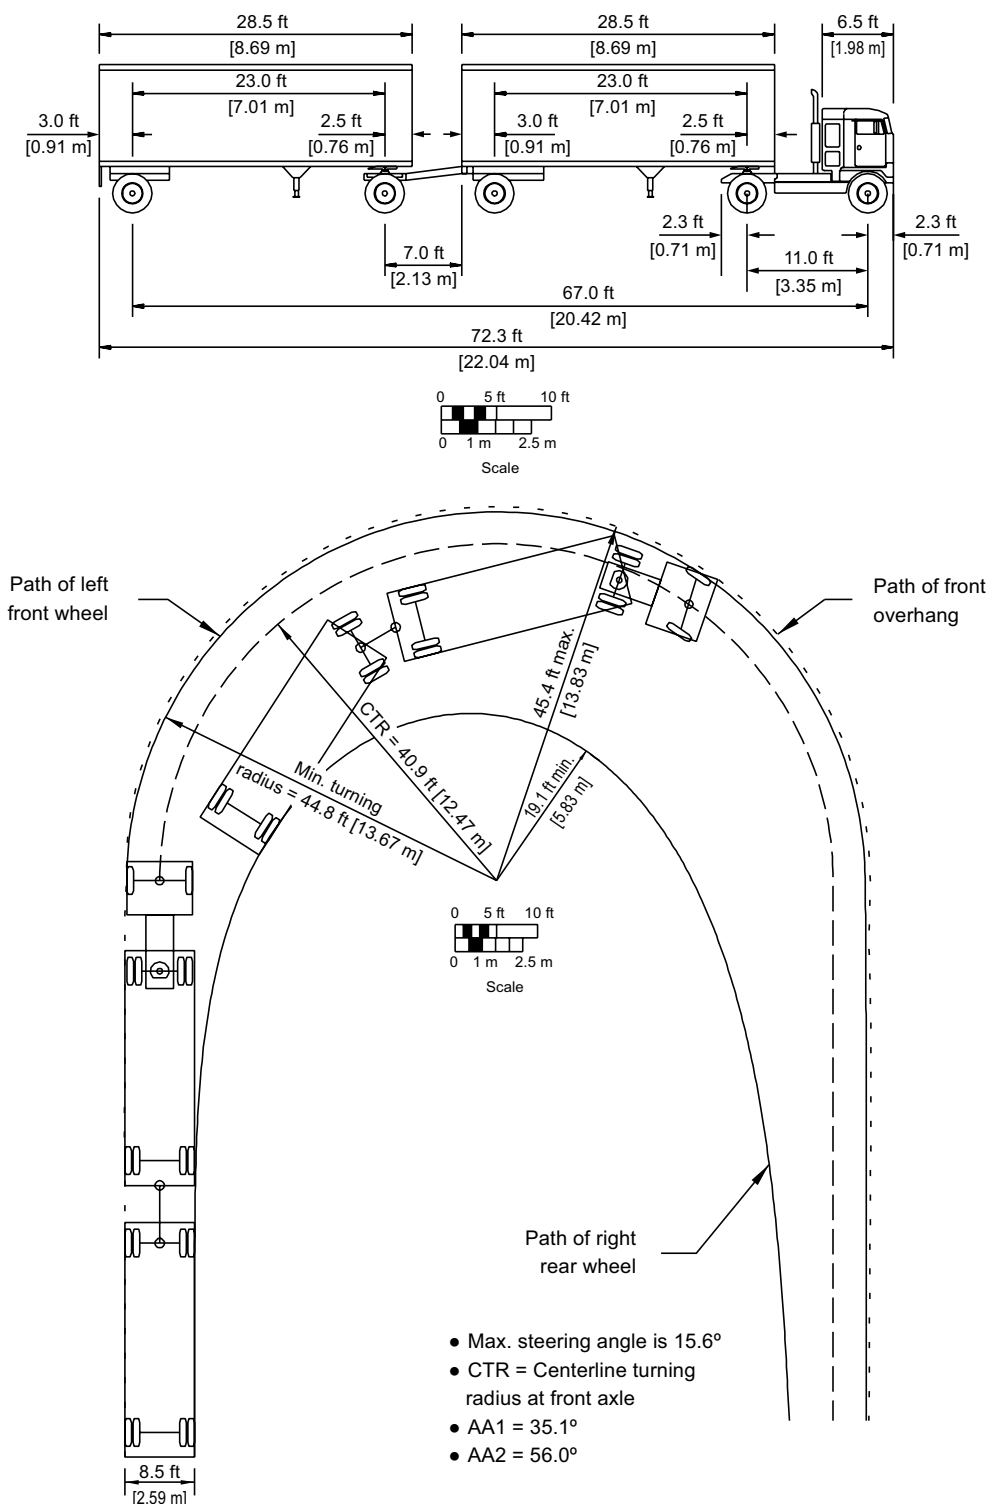 28.5 ft
[8.69 m]
28.5 ft
[8.69 m]
6.5 ft
[1.98 m]
23.0 ft
[7.01 m]
23.0 ft
[7.01 m]
3.0 ft
[0.91 m]
2.5 ft
[0.76 m]
3.0 ft
[0.91 m]
2.5 ft
[0.76 m]
2.3 ft
[0.71 m]
2.3 ft
[0.71 m]
7.0 ft
[2.13 m]
11.0 ft
[3.35 m]
67.0 ft
[20.42 m]
72.3 ft
[22.04 m]
0 5 ft 10 ft
0 1 m 2.5 m
Scale
Path of left
front wheel
Path of front
overhang
45.4 ft max.
[13.83 m]
CTR = 40.9 ft [12.47 m]
Min. turning
radius = 44.8 ft [13.67 m]
19.1 ft min.
[5.83 m]
0 5 ft 10 ft
0 1 m 2.5 m
Scale
Path of right
rear wheel
● Max. steering angle is 15.6º
● CTR = Centerline turning
radius at front axle
● AA1 = 35.1º
● AA2 = 56.0º
8.5 ft
[2.59 m]